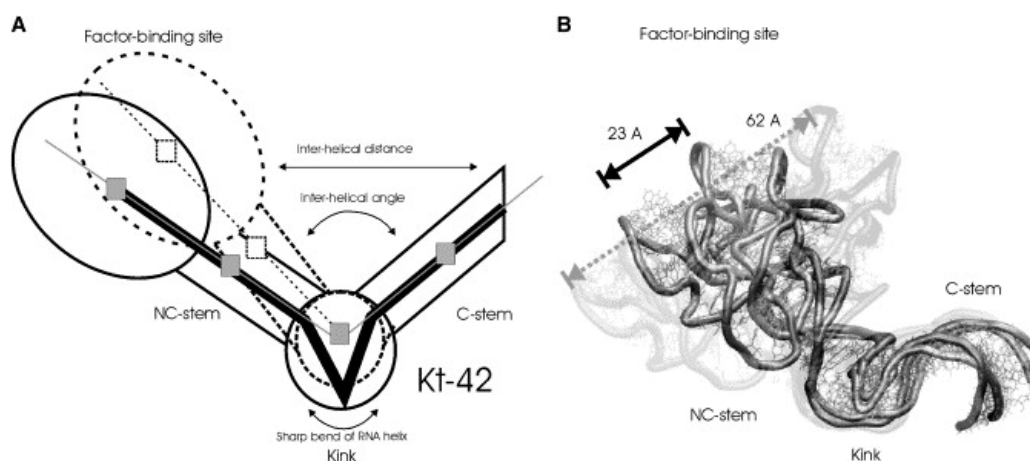 A
Factor-binding site
Inter-helical distance
Inter-helical angle
NC-stem
C-stem
Kt-42
Sharp bend of RNA helix
Kink
B
Factor-binding site
23 A
62 A
C-stem
NC-stem
Kink